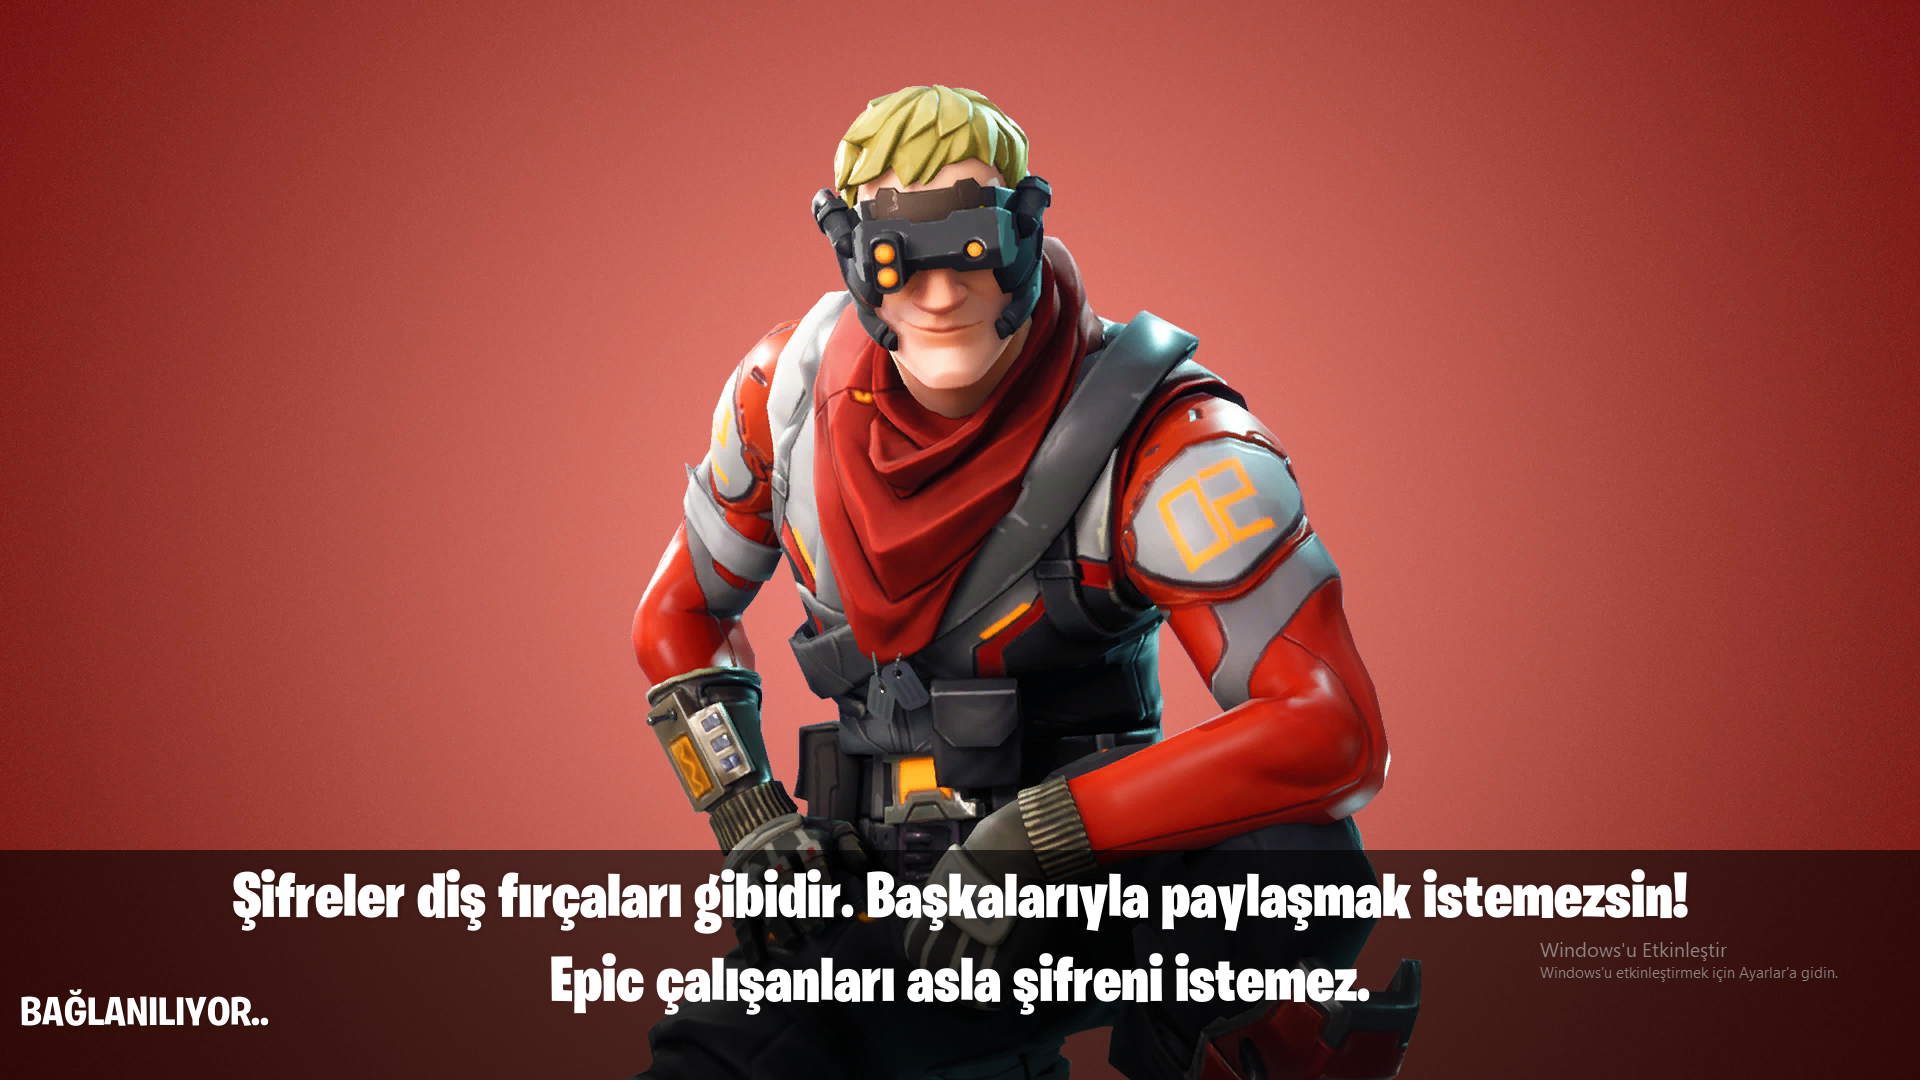 02
Şifreler diş fırçaları gibidir. Başkalarıyla paylaşmak istemezsin!
Epic çalışanları asla şifreni istemez.
Windows'u Etkinleştir
Windows'u etkinleştirmek için Ayarlar'a gidin.
BAĞLANILIYOR..